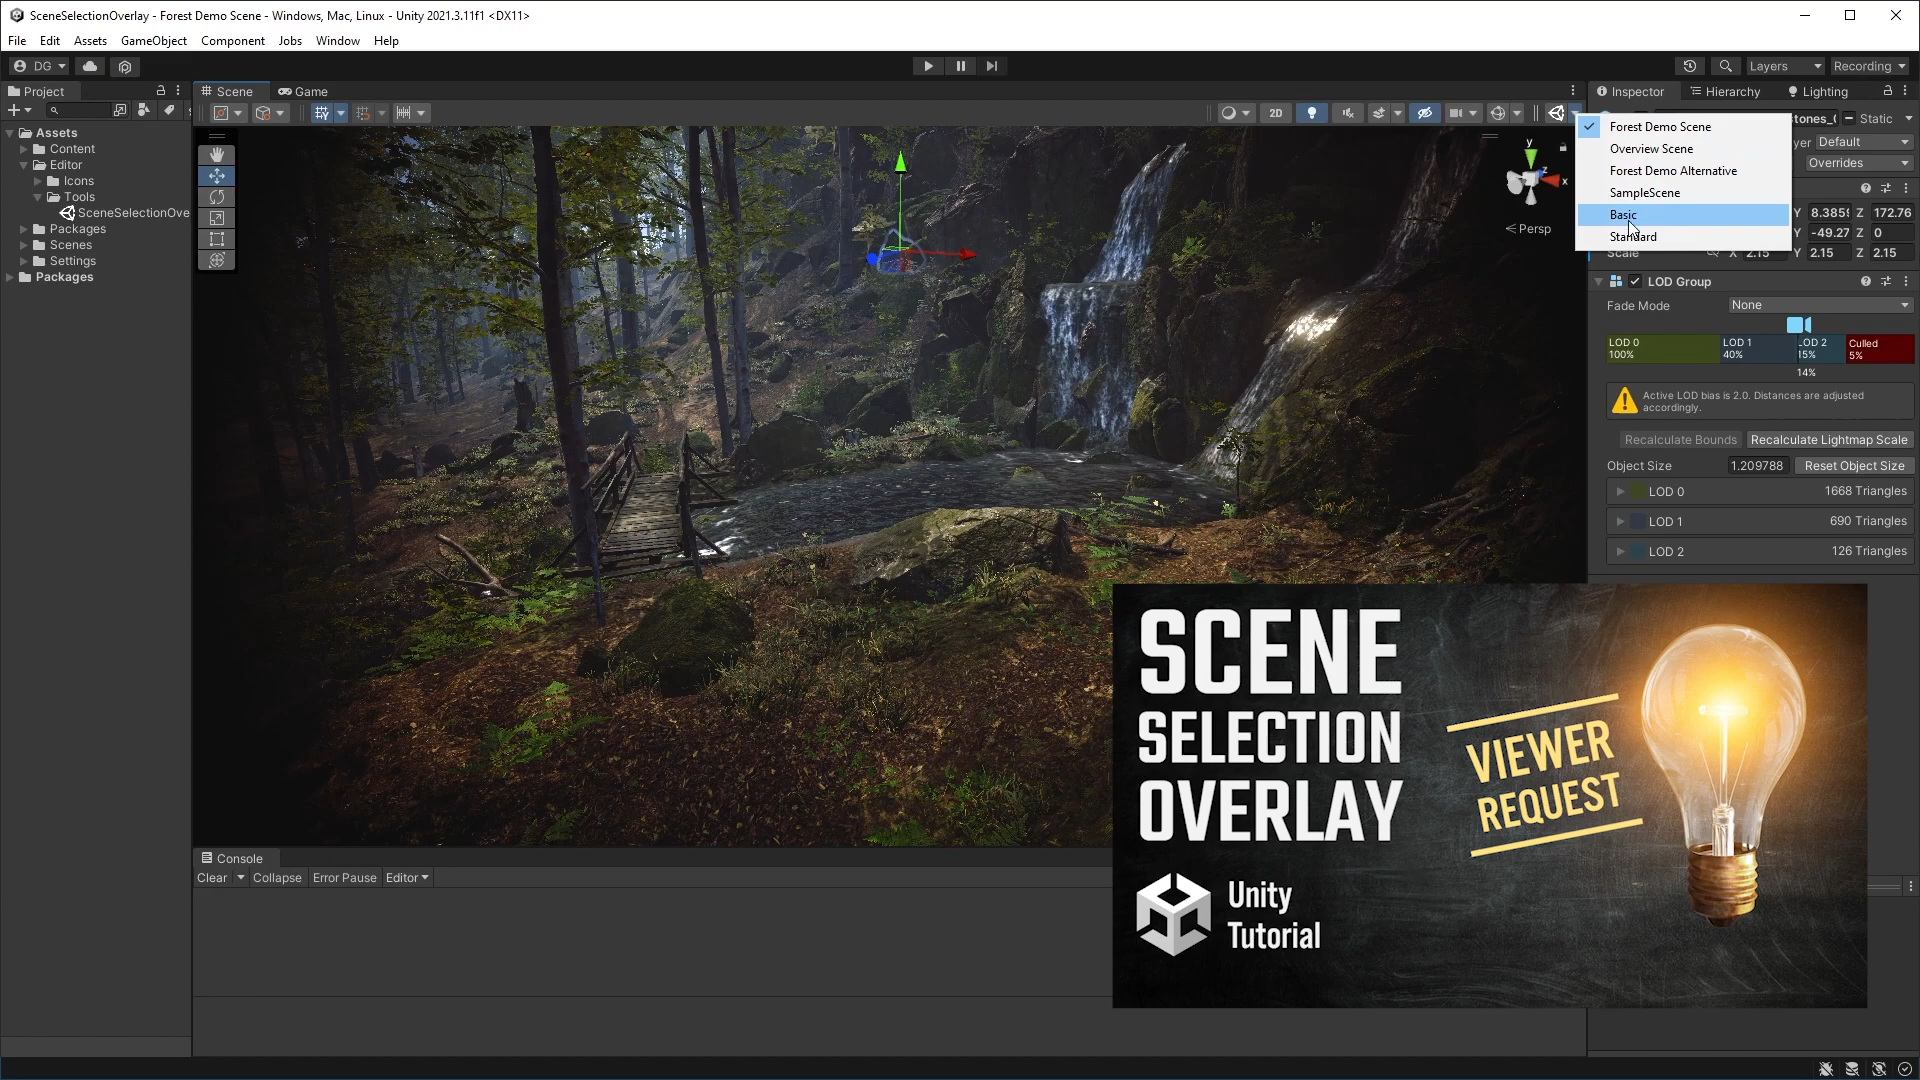 SceneSelectionOverlay - Forest Demo Scene - Windows, Mac, Linux - Unity 2021.3.11f1 <DX11>
File Edit Assets GameObject Component Jobs Window Help
DG Layers Recording
Project
Scene Game
Inspector Hierarchy Lighting
2D
Static
Default
Overrides
Assets
Content
Editor
Icons
Tools
SceneSelectionOve
Packages
Scenes
Settings
Packages
y
z
x
Persp
Forest Demo Scene
Overview Scene
Forest Demo Alternative
SampleScene
Basic
Standard
Y 8.385 Z 172.76
Y -49.27 Z 0
Scale X 2.15 Y 2.15 Z 2.15
LOD Group
Fade Mode None
LOD 0 100%
LOD 1 40%
LOD 2 15%
Culled 5%
14%
Active LOD bias is 2.0. Distances are adjusted
accordingly.
Recalculate Bounds Recalculate Lightmap Scale
Object Size 1.209788 Reset Object Size
LOD 0 1668 Triangles
LOD 1 690 Triangles
LOD 2 126 Triangles
SCENE
SELECTION
OVERLAY
VIEWER
REQUEST
Unity
Tutorial
Console
Clear Collapse Error Pause Editor